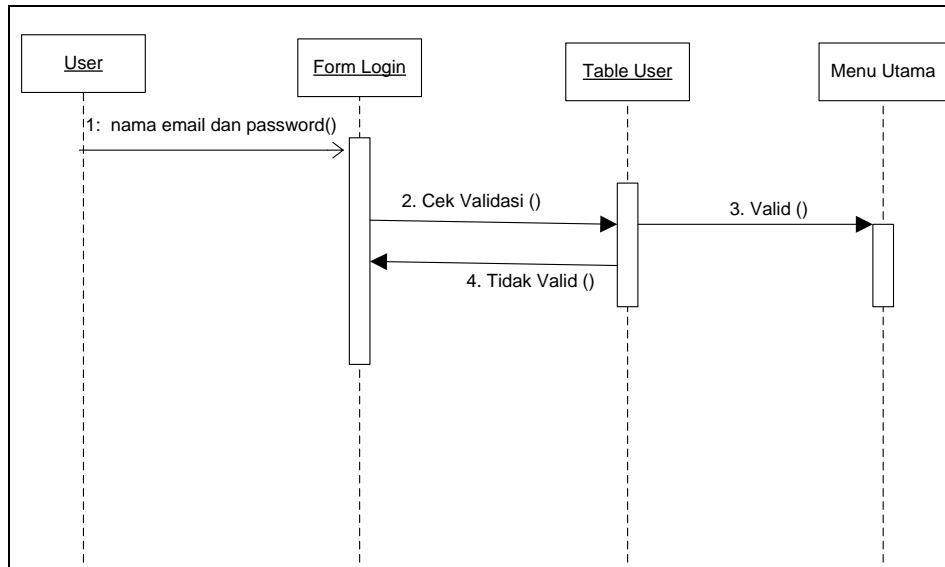 User
Form Login
Table User
Menu Utama
1: nama email dan password()
2. Cek Validasi ()
3. Valid ()
4. Tidak Valid ()